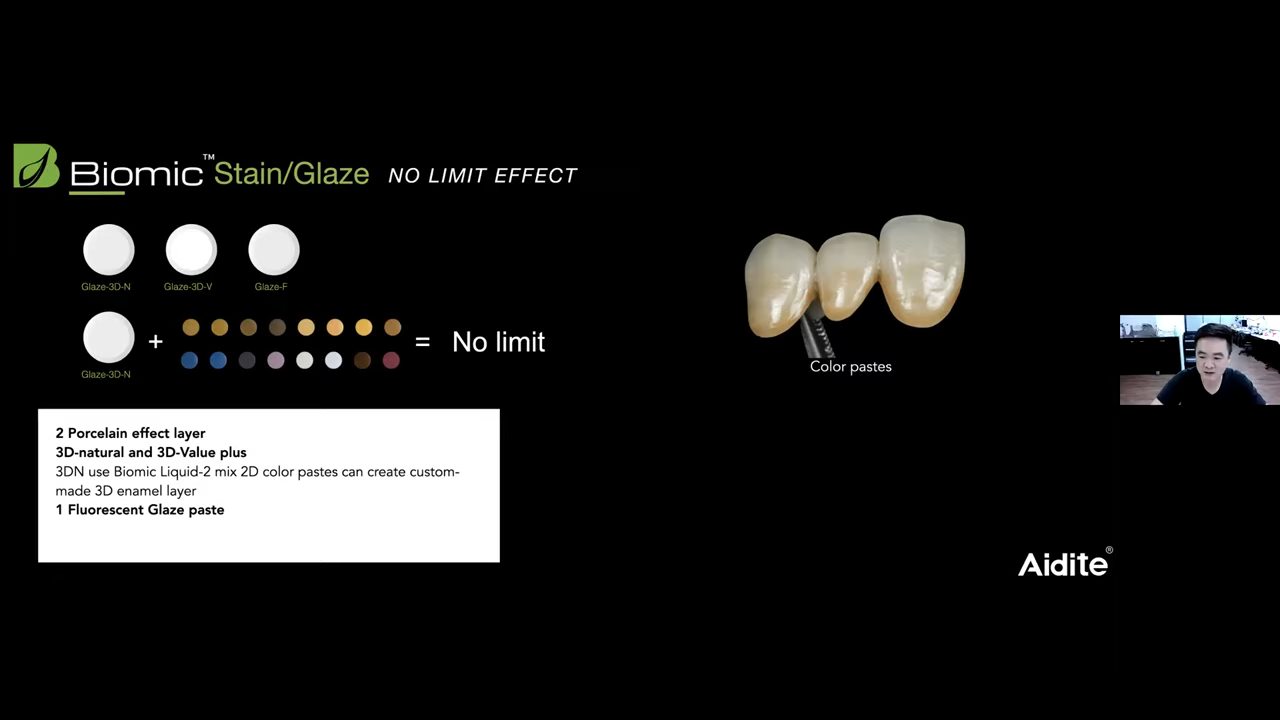 Biomic™ Stain/Glaze NO LIMIT EFFECT
Glaze-3D-N Glaze-3D-V Glaze-F
+ = No limit
Glaze-3D-N
Color pastes
2 Porcelain effect layer
3D-natural and 3D-Value plus
3DN use Biomic Liquid-2 mix 2D color pastes can create custom-
made 3D enamel layer
1 Fluorescent Glaze paste
Aidite®